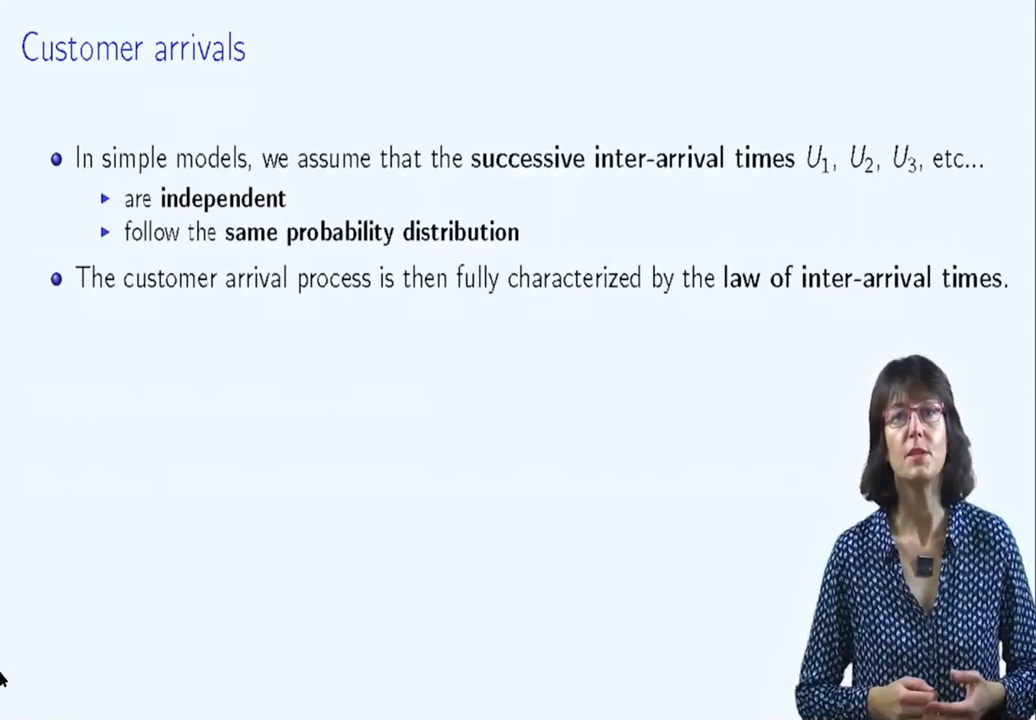 Customer arrivals
In simple models, we assume that the successive inter-arrival times U₁, U₂, U₃, etc...
are independent
follow the same probability distribution
The customer arrival process is then fully characterized by the law of inter-arrival times.